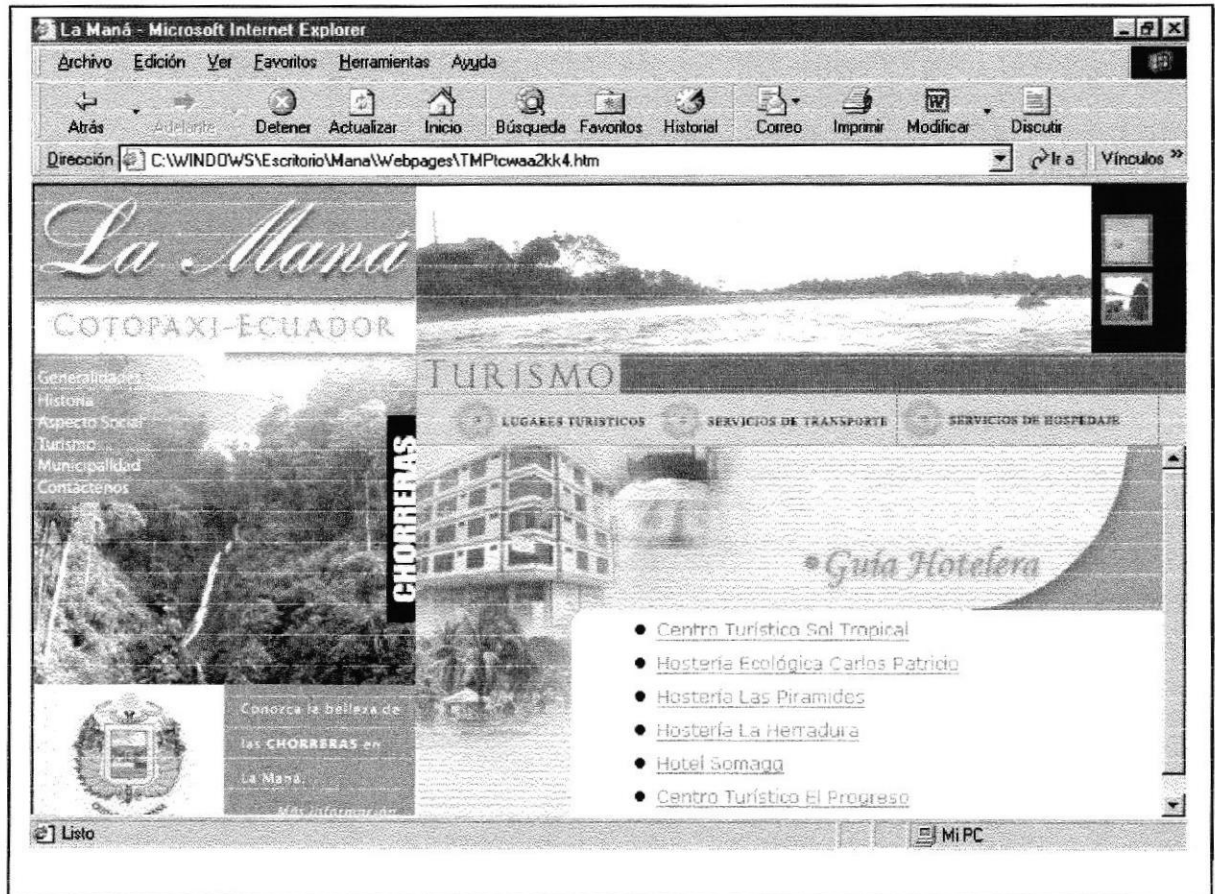 La Maná - Microsoft Internet Explorer
Archivo Edición Ver Favoritos Herramientas Ayuda
Atrás Adelante Detener Actualizar Inicio Búsqueda Favoritos Historial Correo Imprimir Modificar Discutir
Dirección C:\WINDOWS\Escritorio\Mana\Webpages\TMPtcwaa2kk4.htm Ir a Vínculos »
La Maná
COTOPAXI-ECUADOR
Generalidades
Historia
Aspecto Social
Turismo
Municipalidad
Contáctenos
CHORRERAS
Conozca la belleza de
las CHORRERAS en
La Maná.
Más información
TURISMO
LUGARES TURISTICOS SERVICIOS DE TRANSPORTE SERVICIOS DE HOSPEDAJE
• Guía Hotelera
• Centro Turístico Sol Tropical
• Hostería Ecológica Carlos Patricio
• Hostería Las Piramides
• Hostería La Herradura
• Hotel Somagg
• Centro Turístico El Progreso
Listo Mi PC